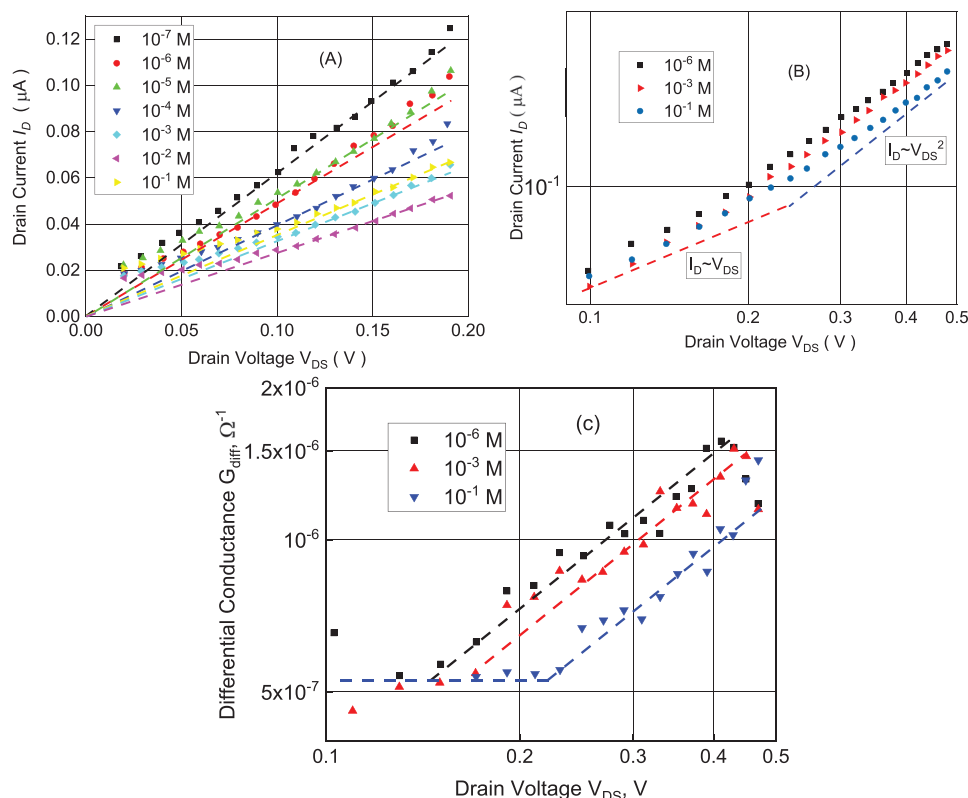 (A)
10⁻⁷ M
10⁻⁶ M
10⁻⁵ M
10⁻⁴ M
10⁻³ M
10⁻² M
10⁻¹ M
Drain Current I_D ( μA )
0.12
0.10
0.08
0.06
0.04
0.02
0.00
0.00 0.05 0.10 0.15 0.20
Drain Voltage V_DS ( V )
(B)
10⁻⁶ M
10⁻³ M
10⁻¹ M
Drain Current I_D ( μA )
10⁻¹
I_D~V_DS²
I_D~V_DS
0.1 0.2 0.3 0.4 0.5
Drain Voltage V_DS ( V )
(c)
10⁻⁶ M
10⁻³ M
10⁻¹ M
Differential Conductance G_diff, Ω⁻¹
2x10⁻⁶
1.5x10⁻⁶
10⁻⁶
5x10⁻⁷
0.1 0.2 0.3 0.4 0.5
Drain Voltage V_DS, V